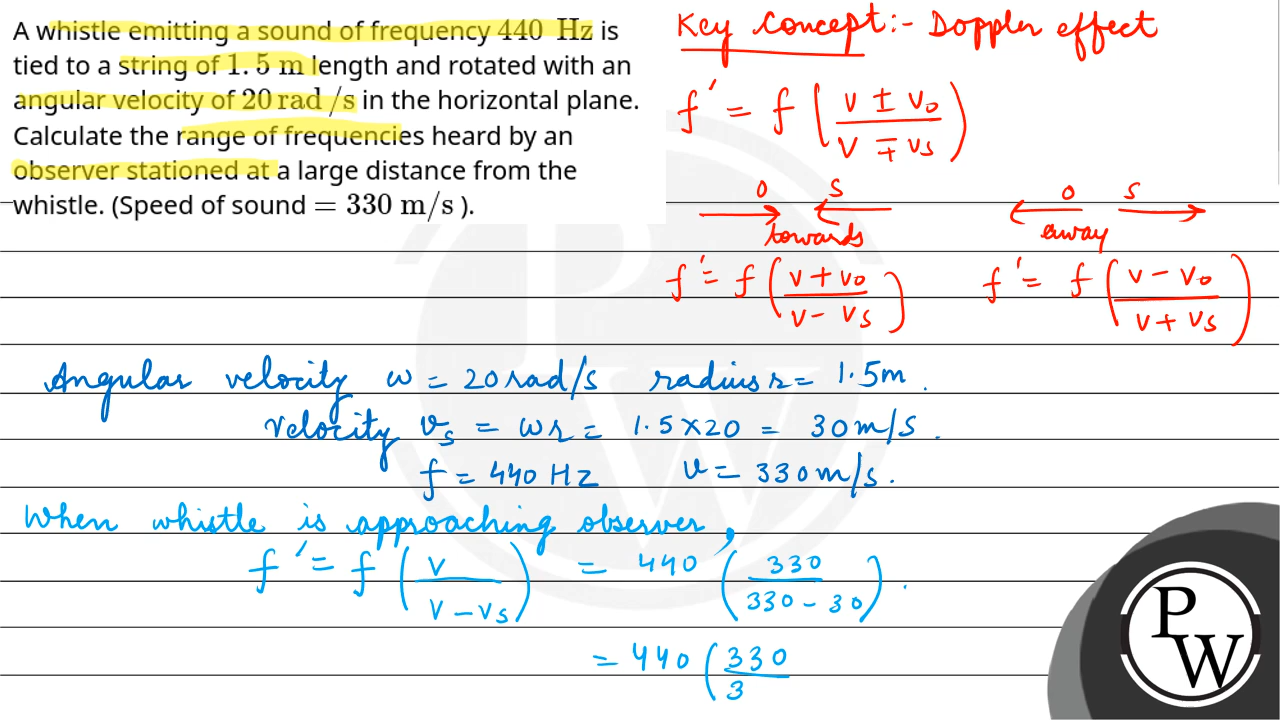 A whistle emitting a sound of frequency 440 Hz is
tied to a string of 1.5 m length and rotated with an
angular velocity of 20 rad/s in the horizontal plane.
Calculate the range of frequencies heard by an
observer stationed at a large distance from the
whistle. (Speed of sound = 330 m/s ).
Key concept:- Doppler effect
f' = f ( v ± v₀ / v ∓ vs )
O S
towards
O S
away
f' = f ( v + v₀ / v - vs )
f' = f ( v - v₀ / v + vs )
Angular velocity ω = 20 rad/s radius r = 1.5m.
velocity vs = ωr = 1.5 × 20 = 30 m/s.
f = 440 Hz v = 330 m/s.
When whistle is approaching observer,
f' = f ( v / v - vs ) = 440 ( 330 / 330 - 30 ).
= 440 ( 330 / 3
PW